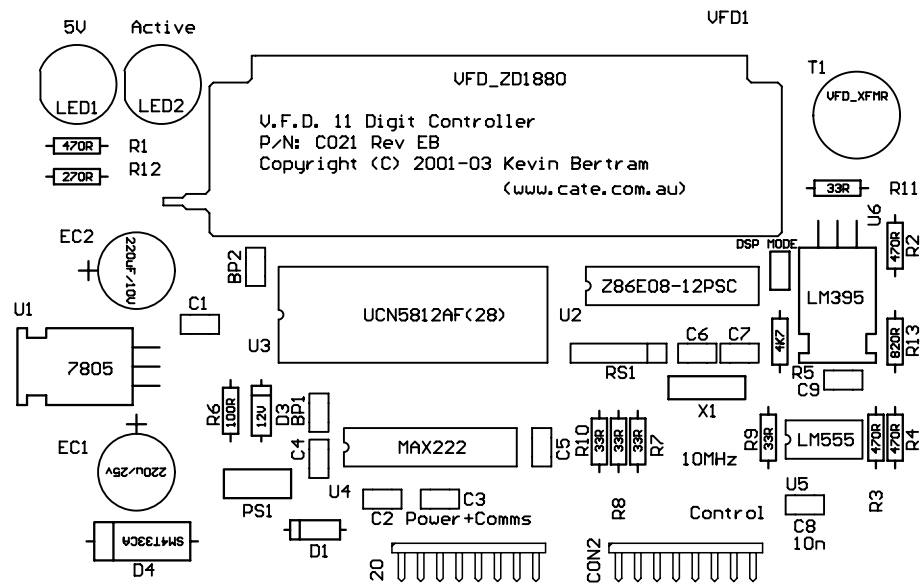 VFD1
5V
Active
LED1
LED2
VFD_ZD1880
T1
VFD_XFMR
V.F.D. 11 Digit Controller
P/N: C021 Rev EB
Copyright (C) 2001-03 Kevin Bertram
(www.cate.com.au)
470R
R1
270R
R12
33R
R11
U6
EC2
220uF/10V
BP2
DSP MODE
470R
R2
C1
UCN5812AF(28)
Z86E08-12PSC
LM395
U1
U3
U2
7805
RS1
C6
C7
4K7
R5
820R
R13
C9
X1
R6
100R
12V
D3
BP1
EC1
220u/25v
C4
MAX222
C5
R10
33R
33R
33R
R7
R8
10MHz
R9
33R
LM555
470R
470R
R4
R3
PS1
U4
C2
C3
U5
C8
10n
Power+Comms
Control
SM4T33CA
D4
D1
20
CON2